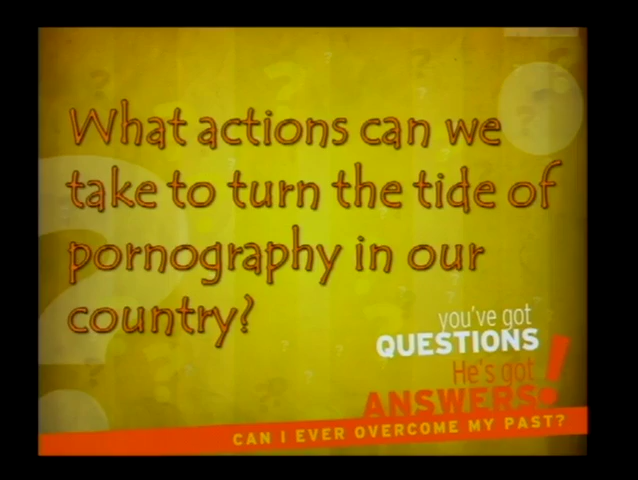 What actions can we
take to turn the tide of
pornography in our
country?
you've got
QUESTIONS
He's got
ANSWERS!
CAN I EVER OVERCOME MY PAST?